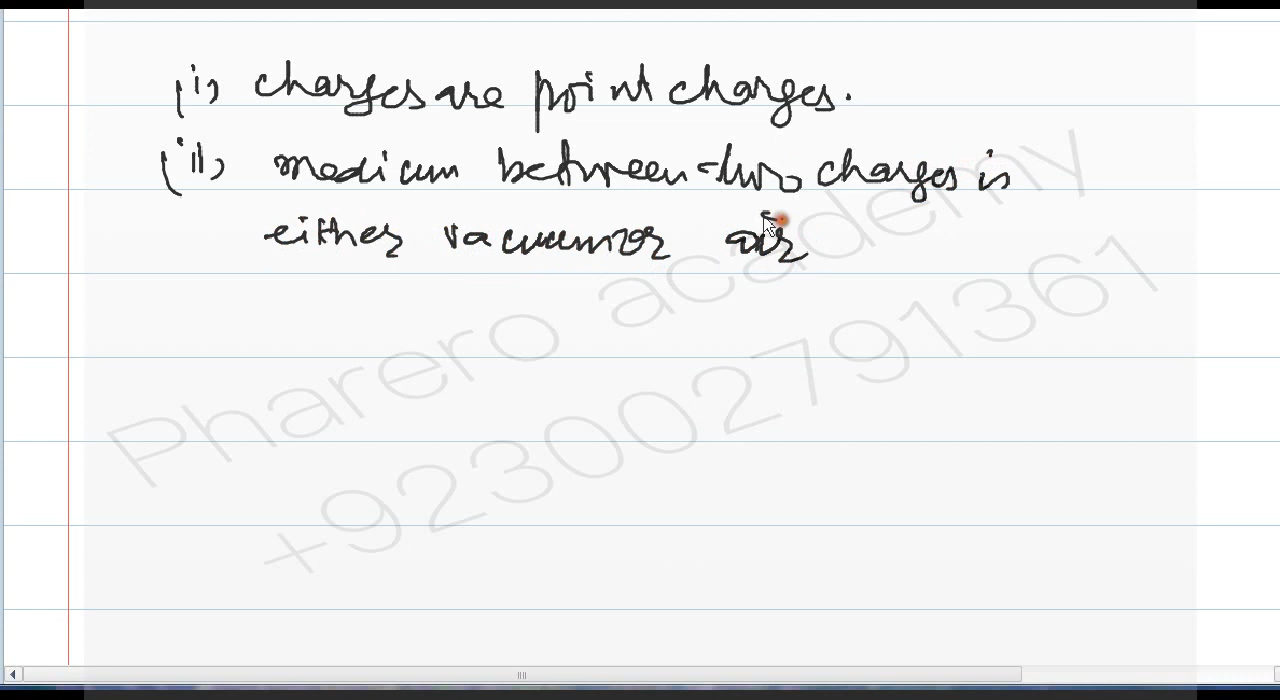 (i) charges are point charges.
(ii) medium between two charges is
either vacuum or air
Pharero academy
+923002791361